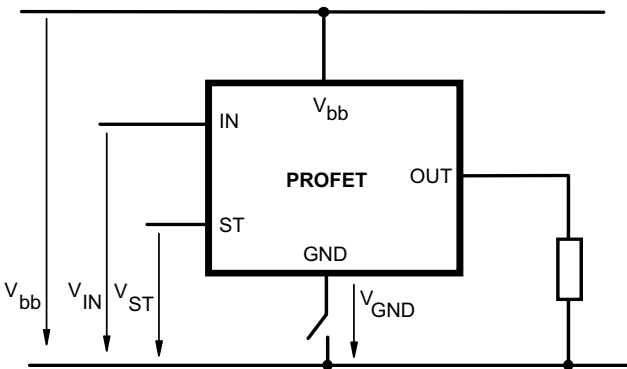 V_bb
IN
PROFET
OUT
ST
GND
V_bb
V_IN
V_ST
V_GND